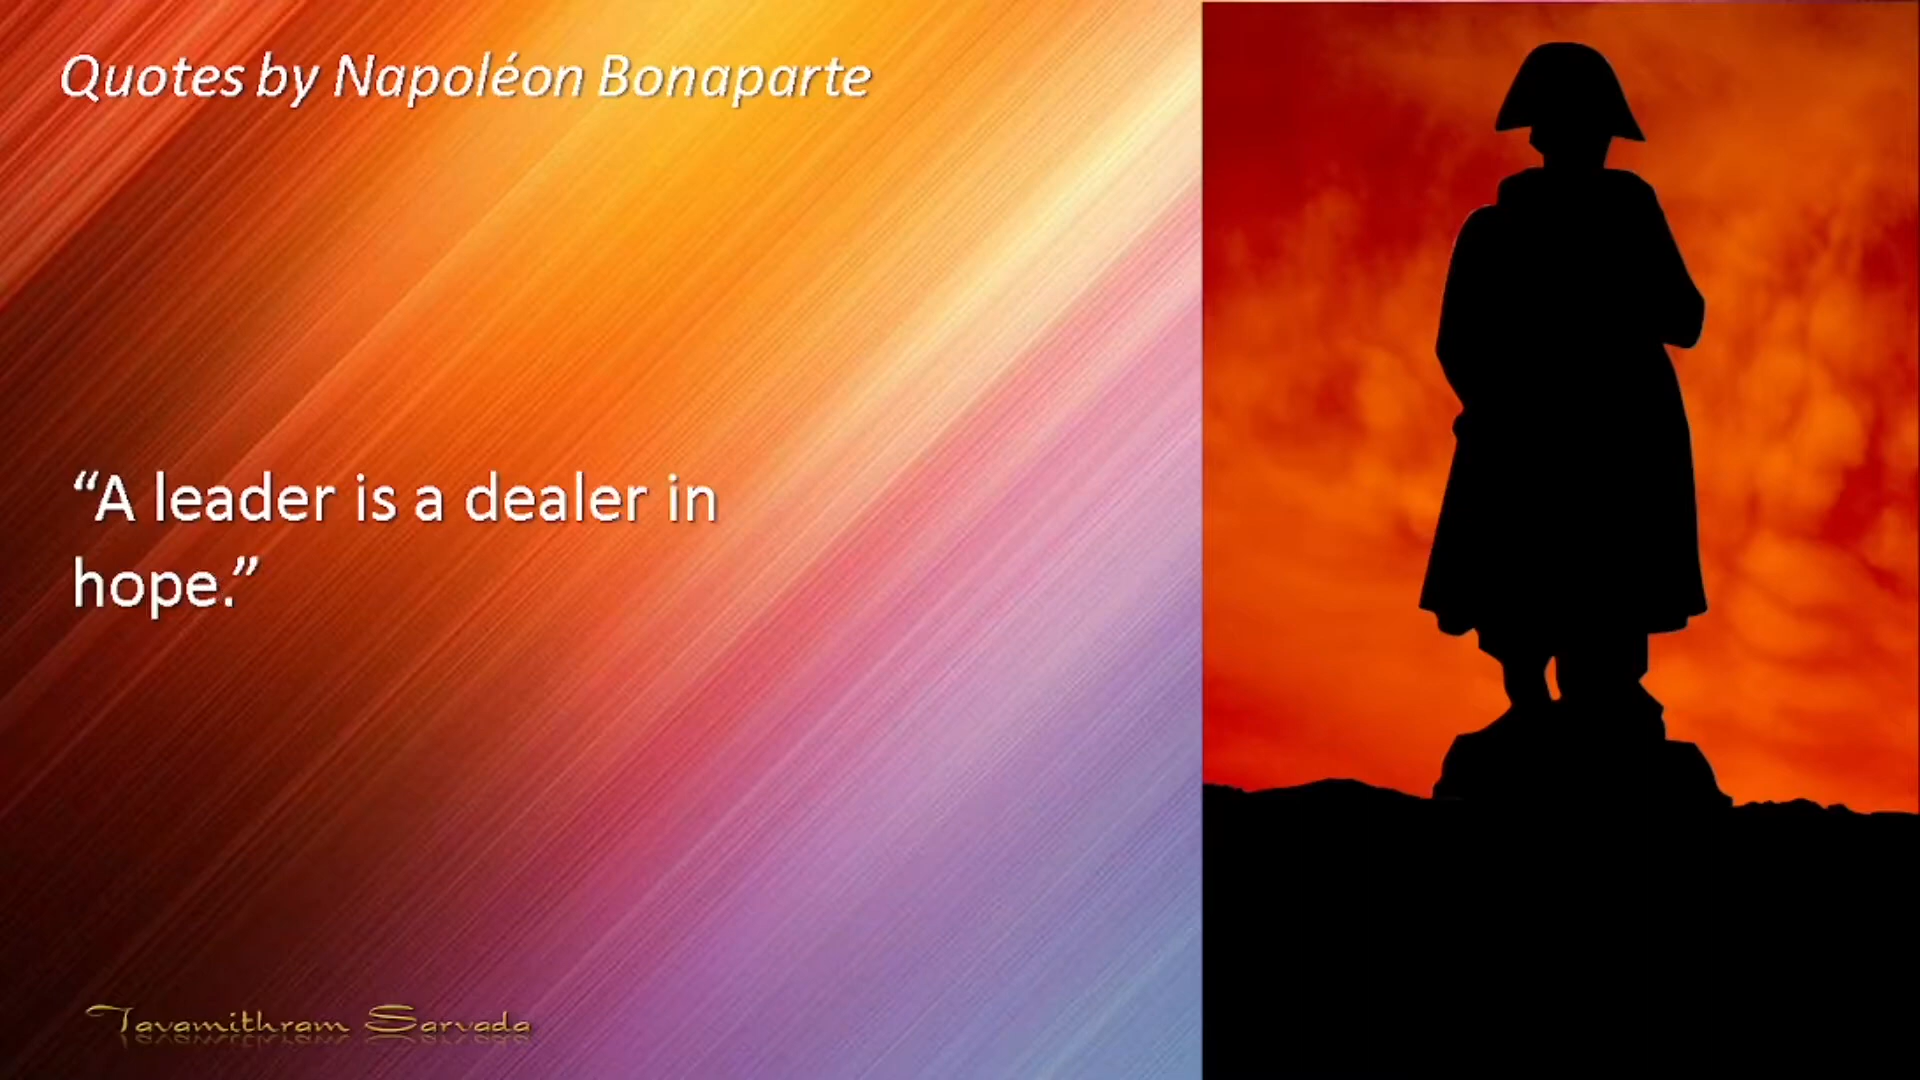 Quotes by Napoléon Bonaparte
“A leader is a dealer in
hope.”
Tavamithram Sarvada